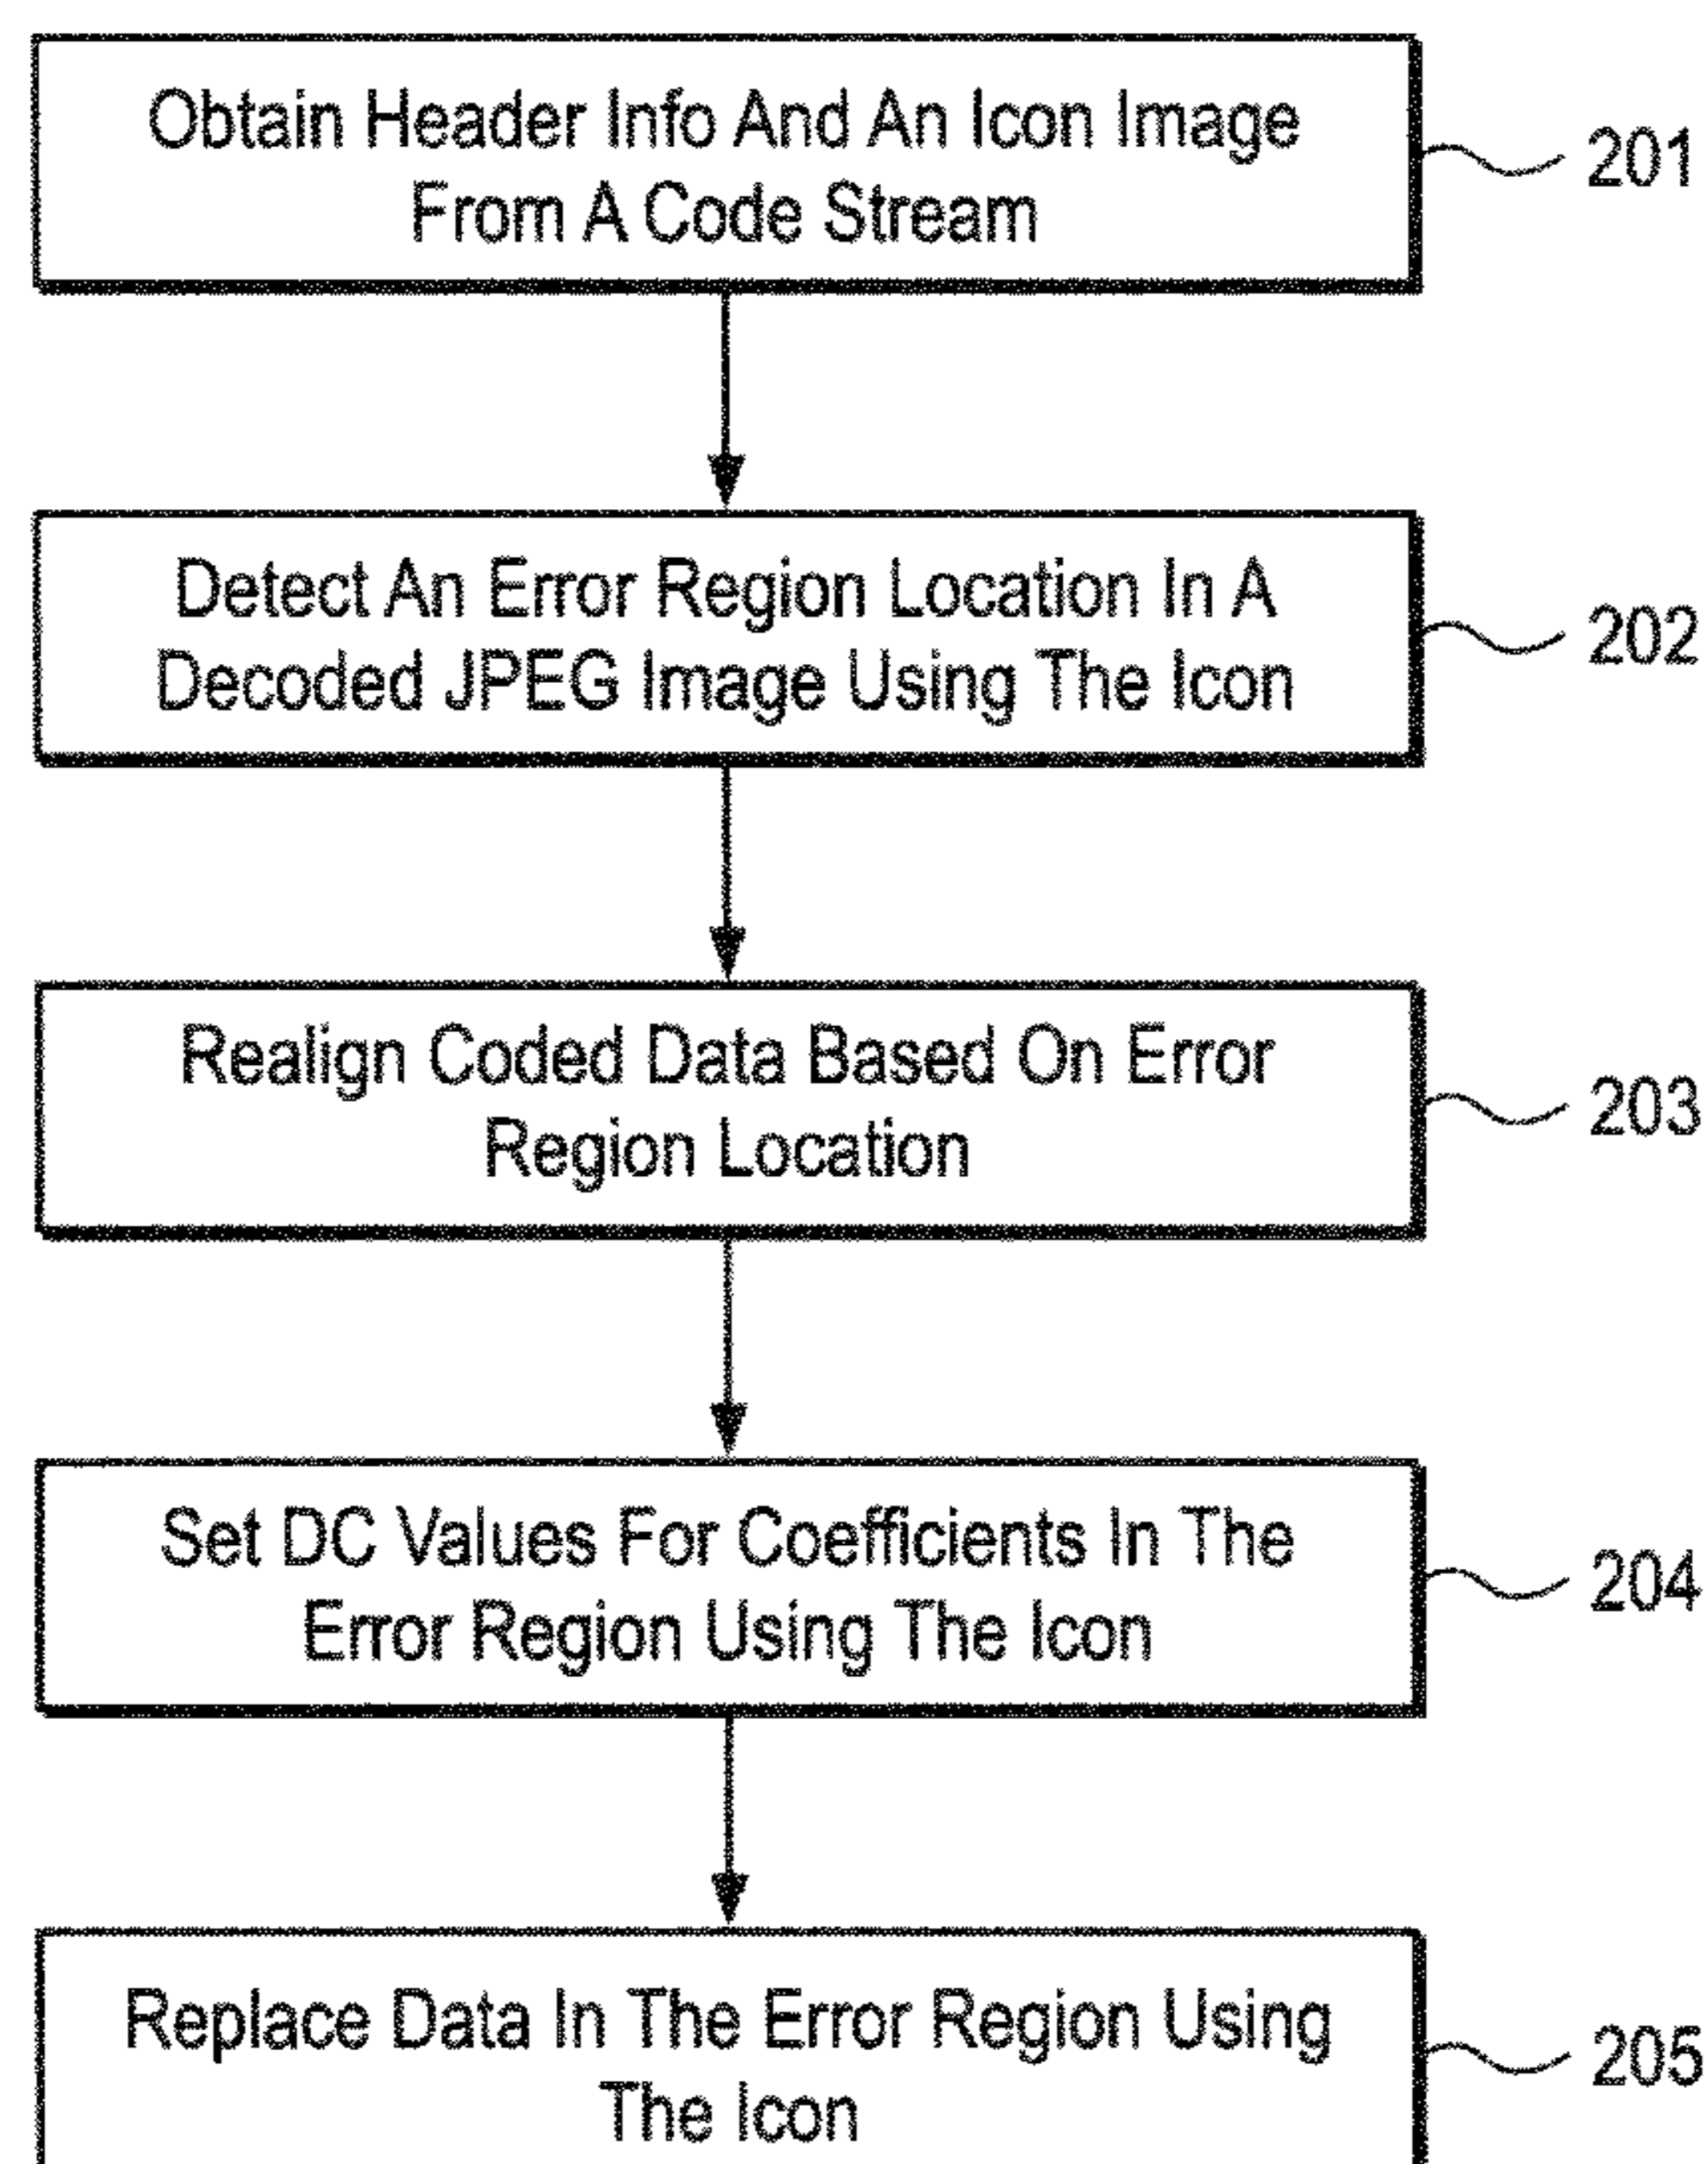 Obtain Header Info And An Icon Image
From A Code Stream
201
Detect An Error Region Location In A
Decoded JPEG Image Using The Icon
202
Realign Coded Data Based On Error
Region Location
203
Set DC Values For Coefficients In The
Error Region Using The Icon
204
Replace Data In The Error Region Using
The Icon
205